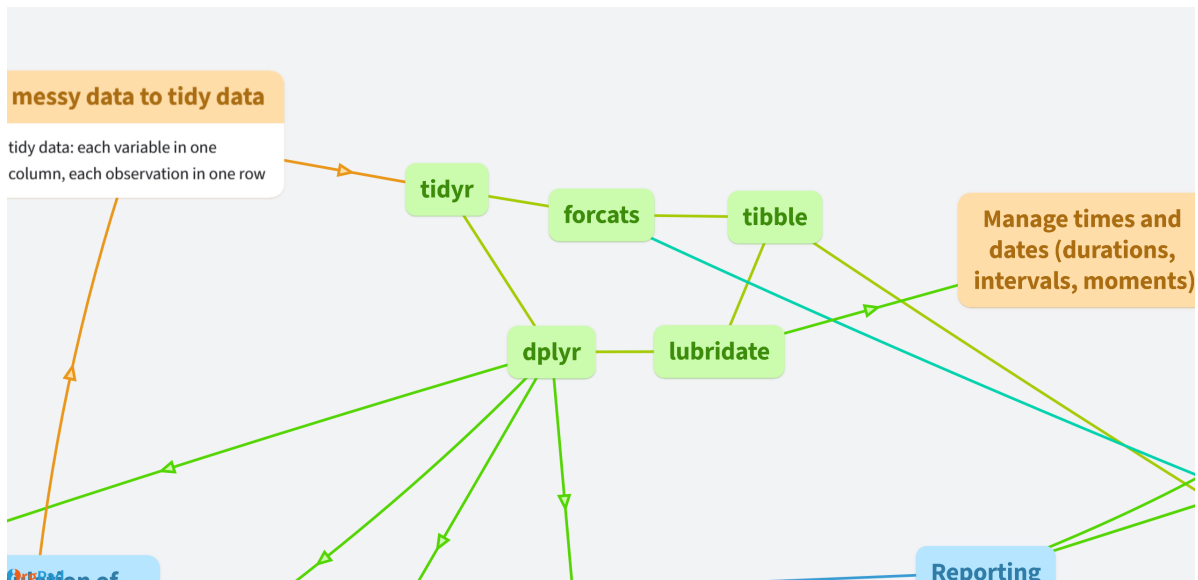 messy data to tidy data
tidy data: each variable in one
column, each observation in one row
tidyr
forcats
tibble
Manage times and
dates (durations,
intervals, moments)
dplyr
lubridate
of
Reporting